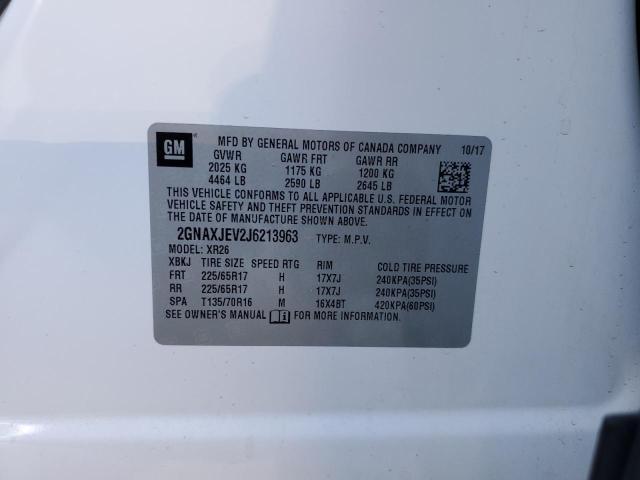 GM
MFD BY GENERAL MOTORS OF CANADA COMPANY 10/17
GVWR GAWR FRT GAWR RR
2025 KG 1175 KG 1200 KG
4464 LB 2590 LB 2645 LB
THIS VEHICLE CONFORMS TO ALL APPLICABLE U.S. FEDERAL MOTOR
VEHICLE SAFETY AND THEFT PREVENTION STANDARDS IN EFFECT ON
THE DATE OF MANUFACTURE SHOWN ABOVE.
2GNAXJEV2J6213963 TYPE: M.P.V.
MODEL: XR26
XBKJ TIRE SIZE SPEED RTG RIM COLD TIRE PRESSURE
FRT 225/65R17 H 17X7J 240KPA(35PSI)
RR 225/65R17 H 17X7J 240KPA(35PSI)
SPA T135/70R16 M 16X4BT 420KPA(60PSI)
SEE OWNER'S MANUAL FOR MORE INFORMATION